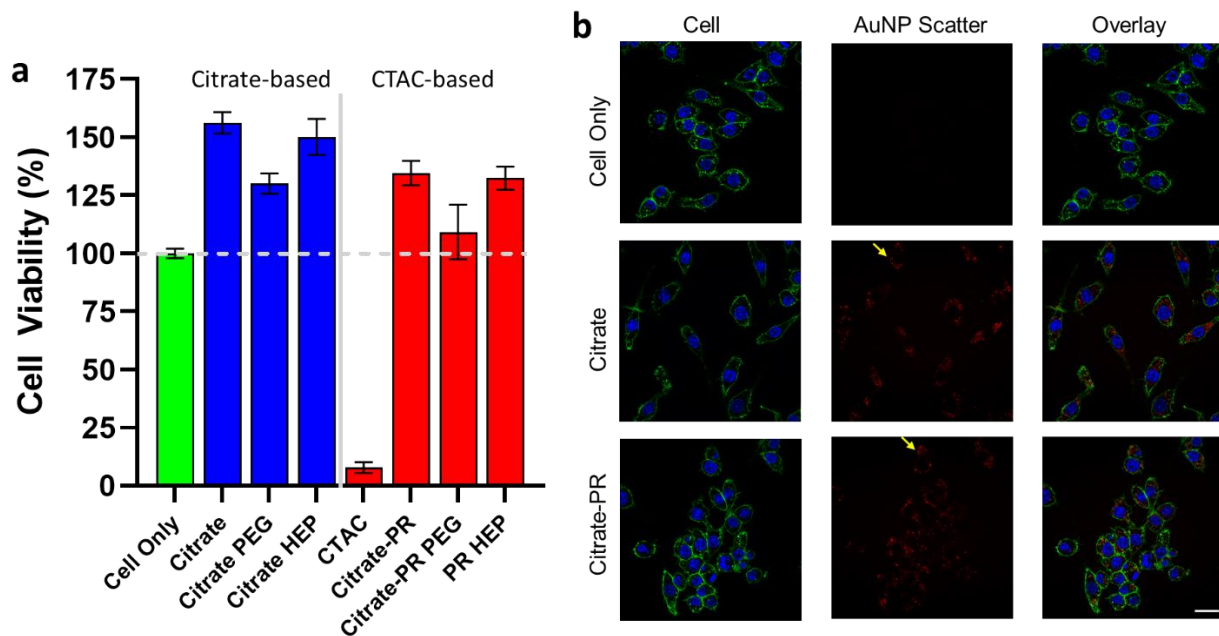 a
Citrate-based
CTAC-based
Cell Viability (%)
175
150
125
100
75
50
25
0
Cell Only
Citrate
Citrate PEG
Citrate HEP
CTAC
Citrate-PR
Citrate-PR PEG
PR HEP
b
Cell
AuNP Scatter
Overlay
Cell Only
Citrate
Citrate-PR